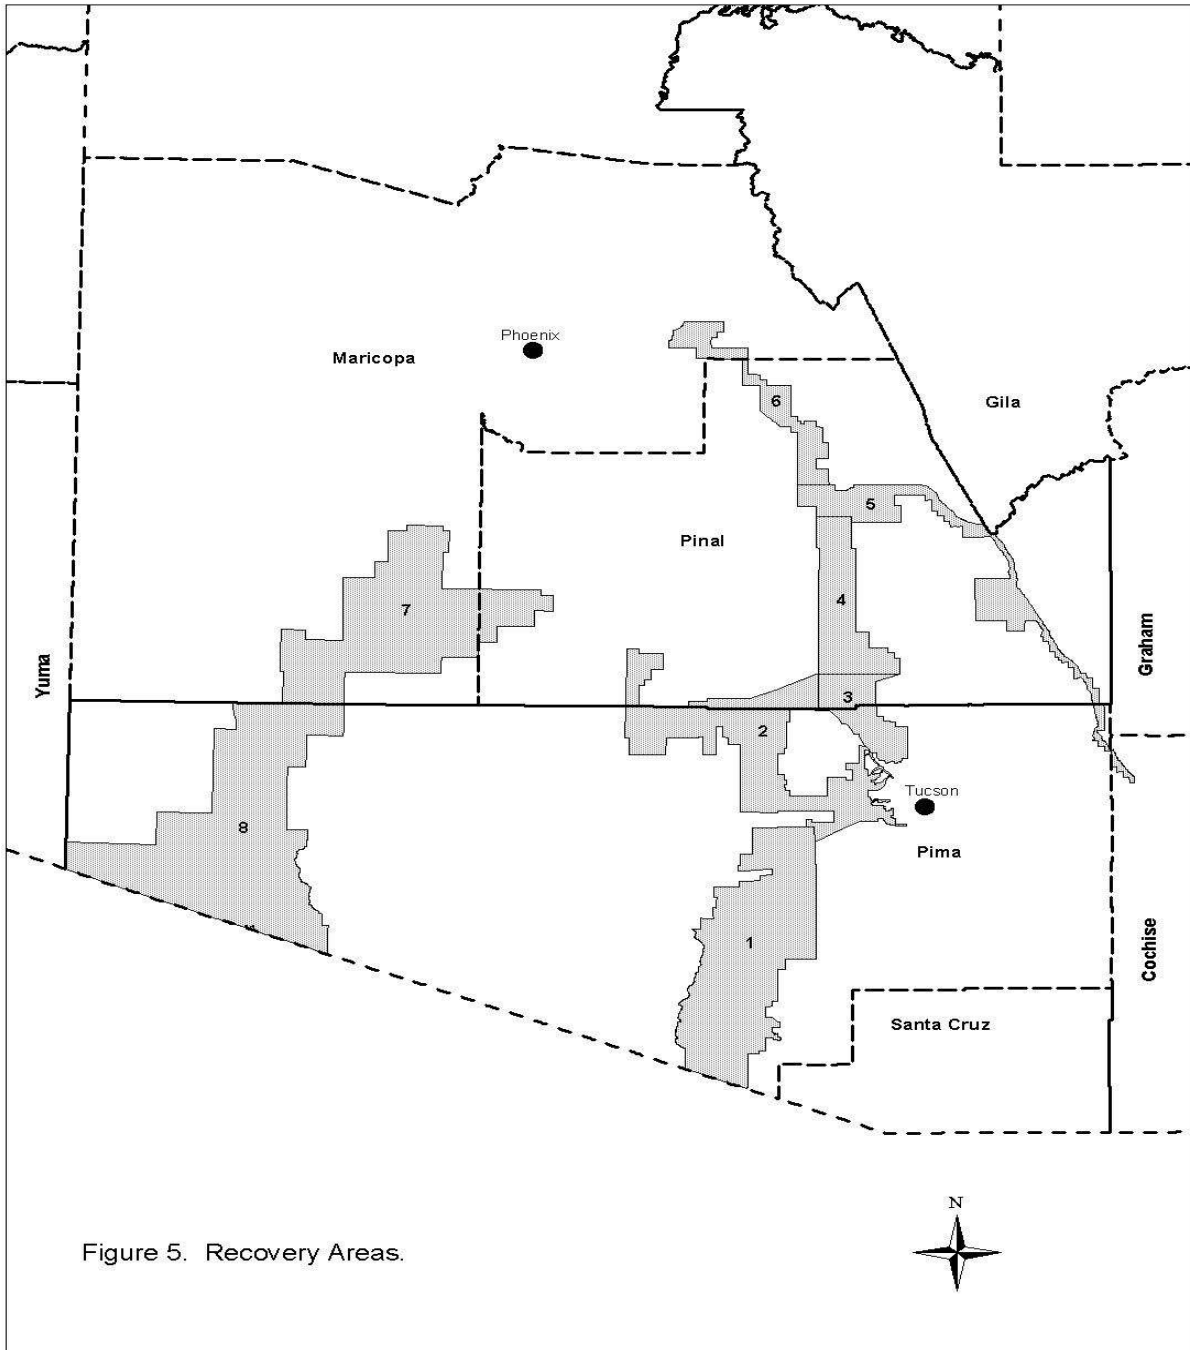 Phoenix
Maricopa
6
Gila
5
Pinal
7
4
Graham
Yuma
3
2
Tucson
8
Pima
1
Cochise
Santa Cruz
N
Figure 5. Recovery Areas.